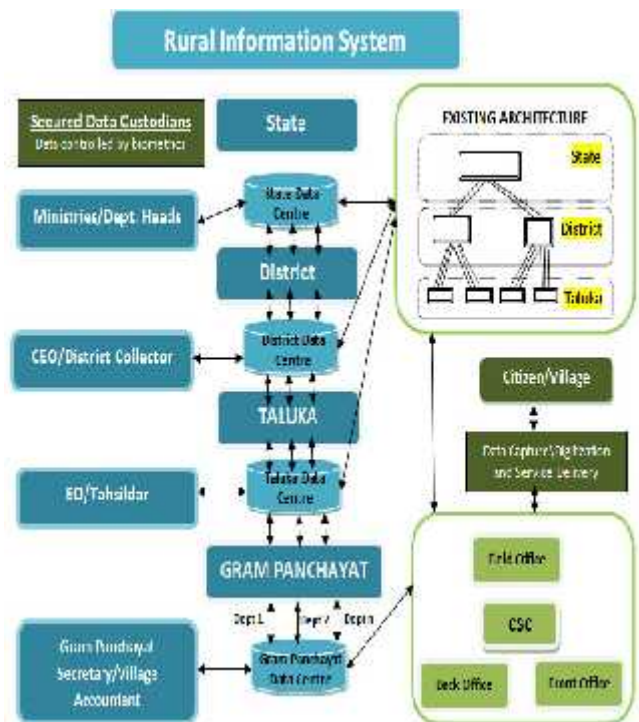 Rural Information System
Secured Data Custodians
Data controlled by biometrics
State
EXISTING ARCHITECTURE
State
District
Taluka
Ministries/Dept. Heads
State Data
Centre
District
CEO/District Collector
District Data
Centre
TALUKA
Citizen/Village
Data Capture/Digitization
and Service Delivery
EO/Tahsildar
Taluka Data
Centre
GRAM PANCHAYAT
Dept 1
Dept 2
Dept n
Gram Panchayat
Secretary/Village
Accountant
Gram Panchayat
Data Centre
Field Office
CSC
Back Office
Front Office